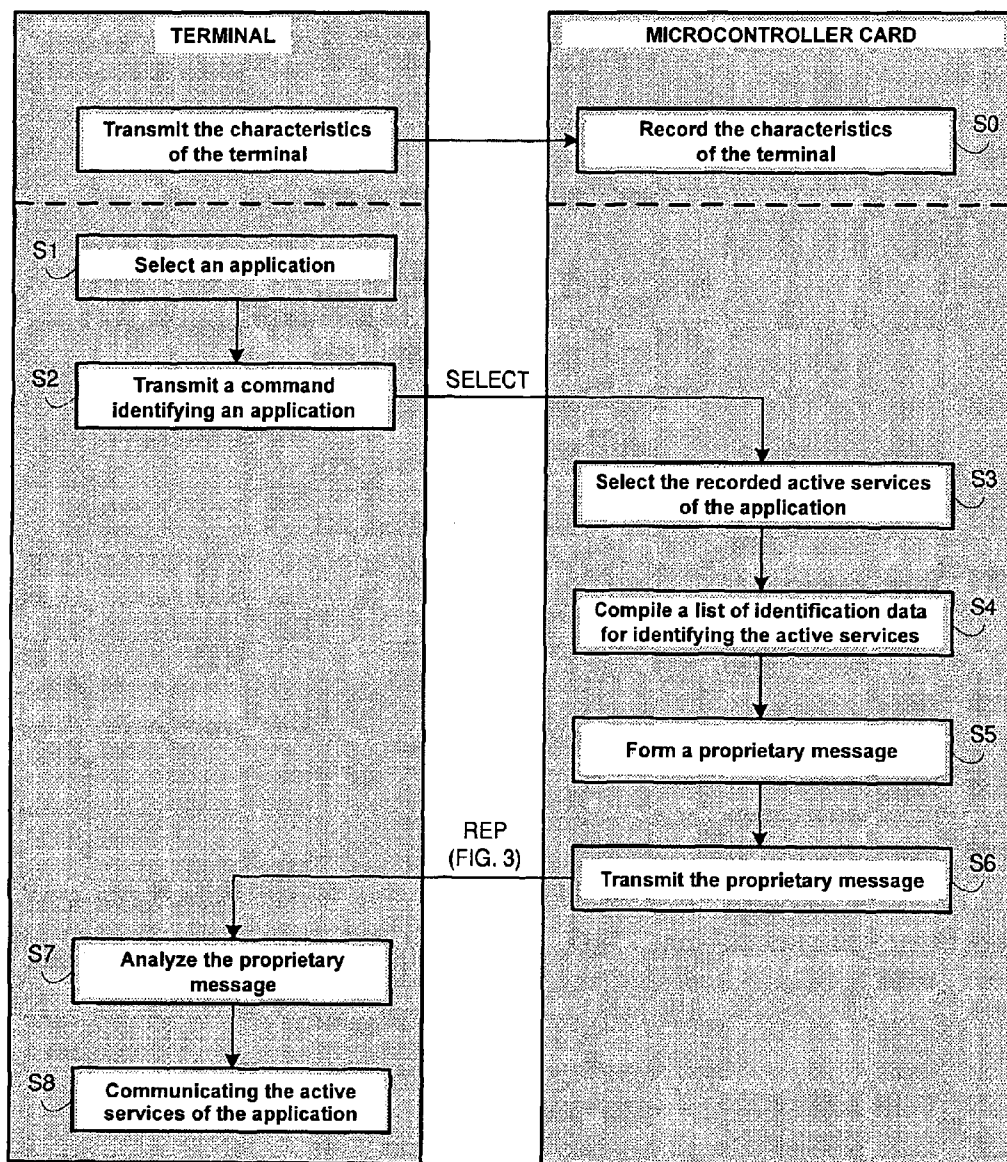 TERMINAL
MICROCONTROLLER CARD
Transmit the characteristics
of the terminal
Record the characteristics
of the terminal
S0
S1
Select an application
S2
Transmit a command
identifying an application
SELECT
Select the recorded active services
of the application
S3
Compile a list of identification data
for identifying the active services
S4
Form a proprietary message
S5
REP
(FIG. 3)
Transmit the proprietary message
S6
S7
Analyze the proprietary
message
S8
Communicating the active
services of the application